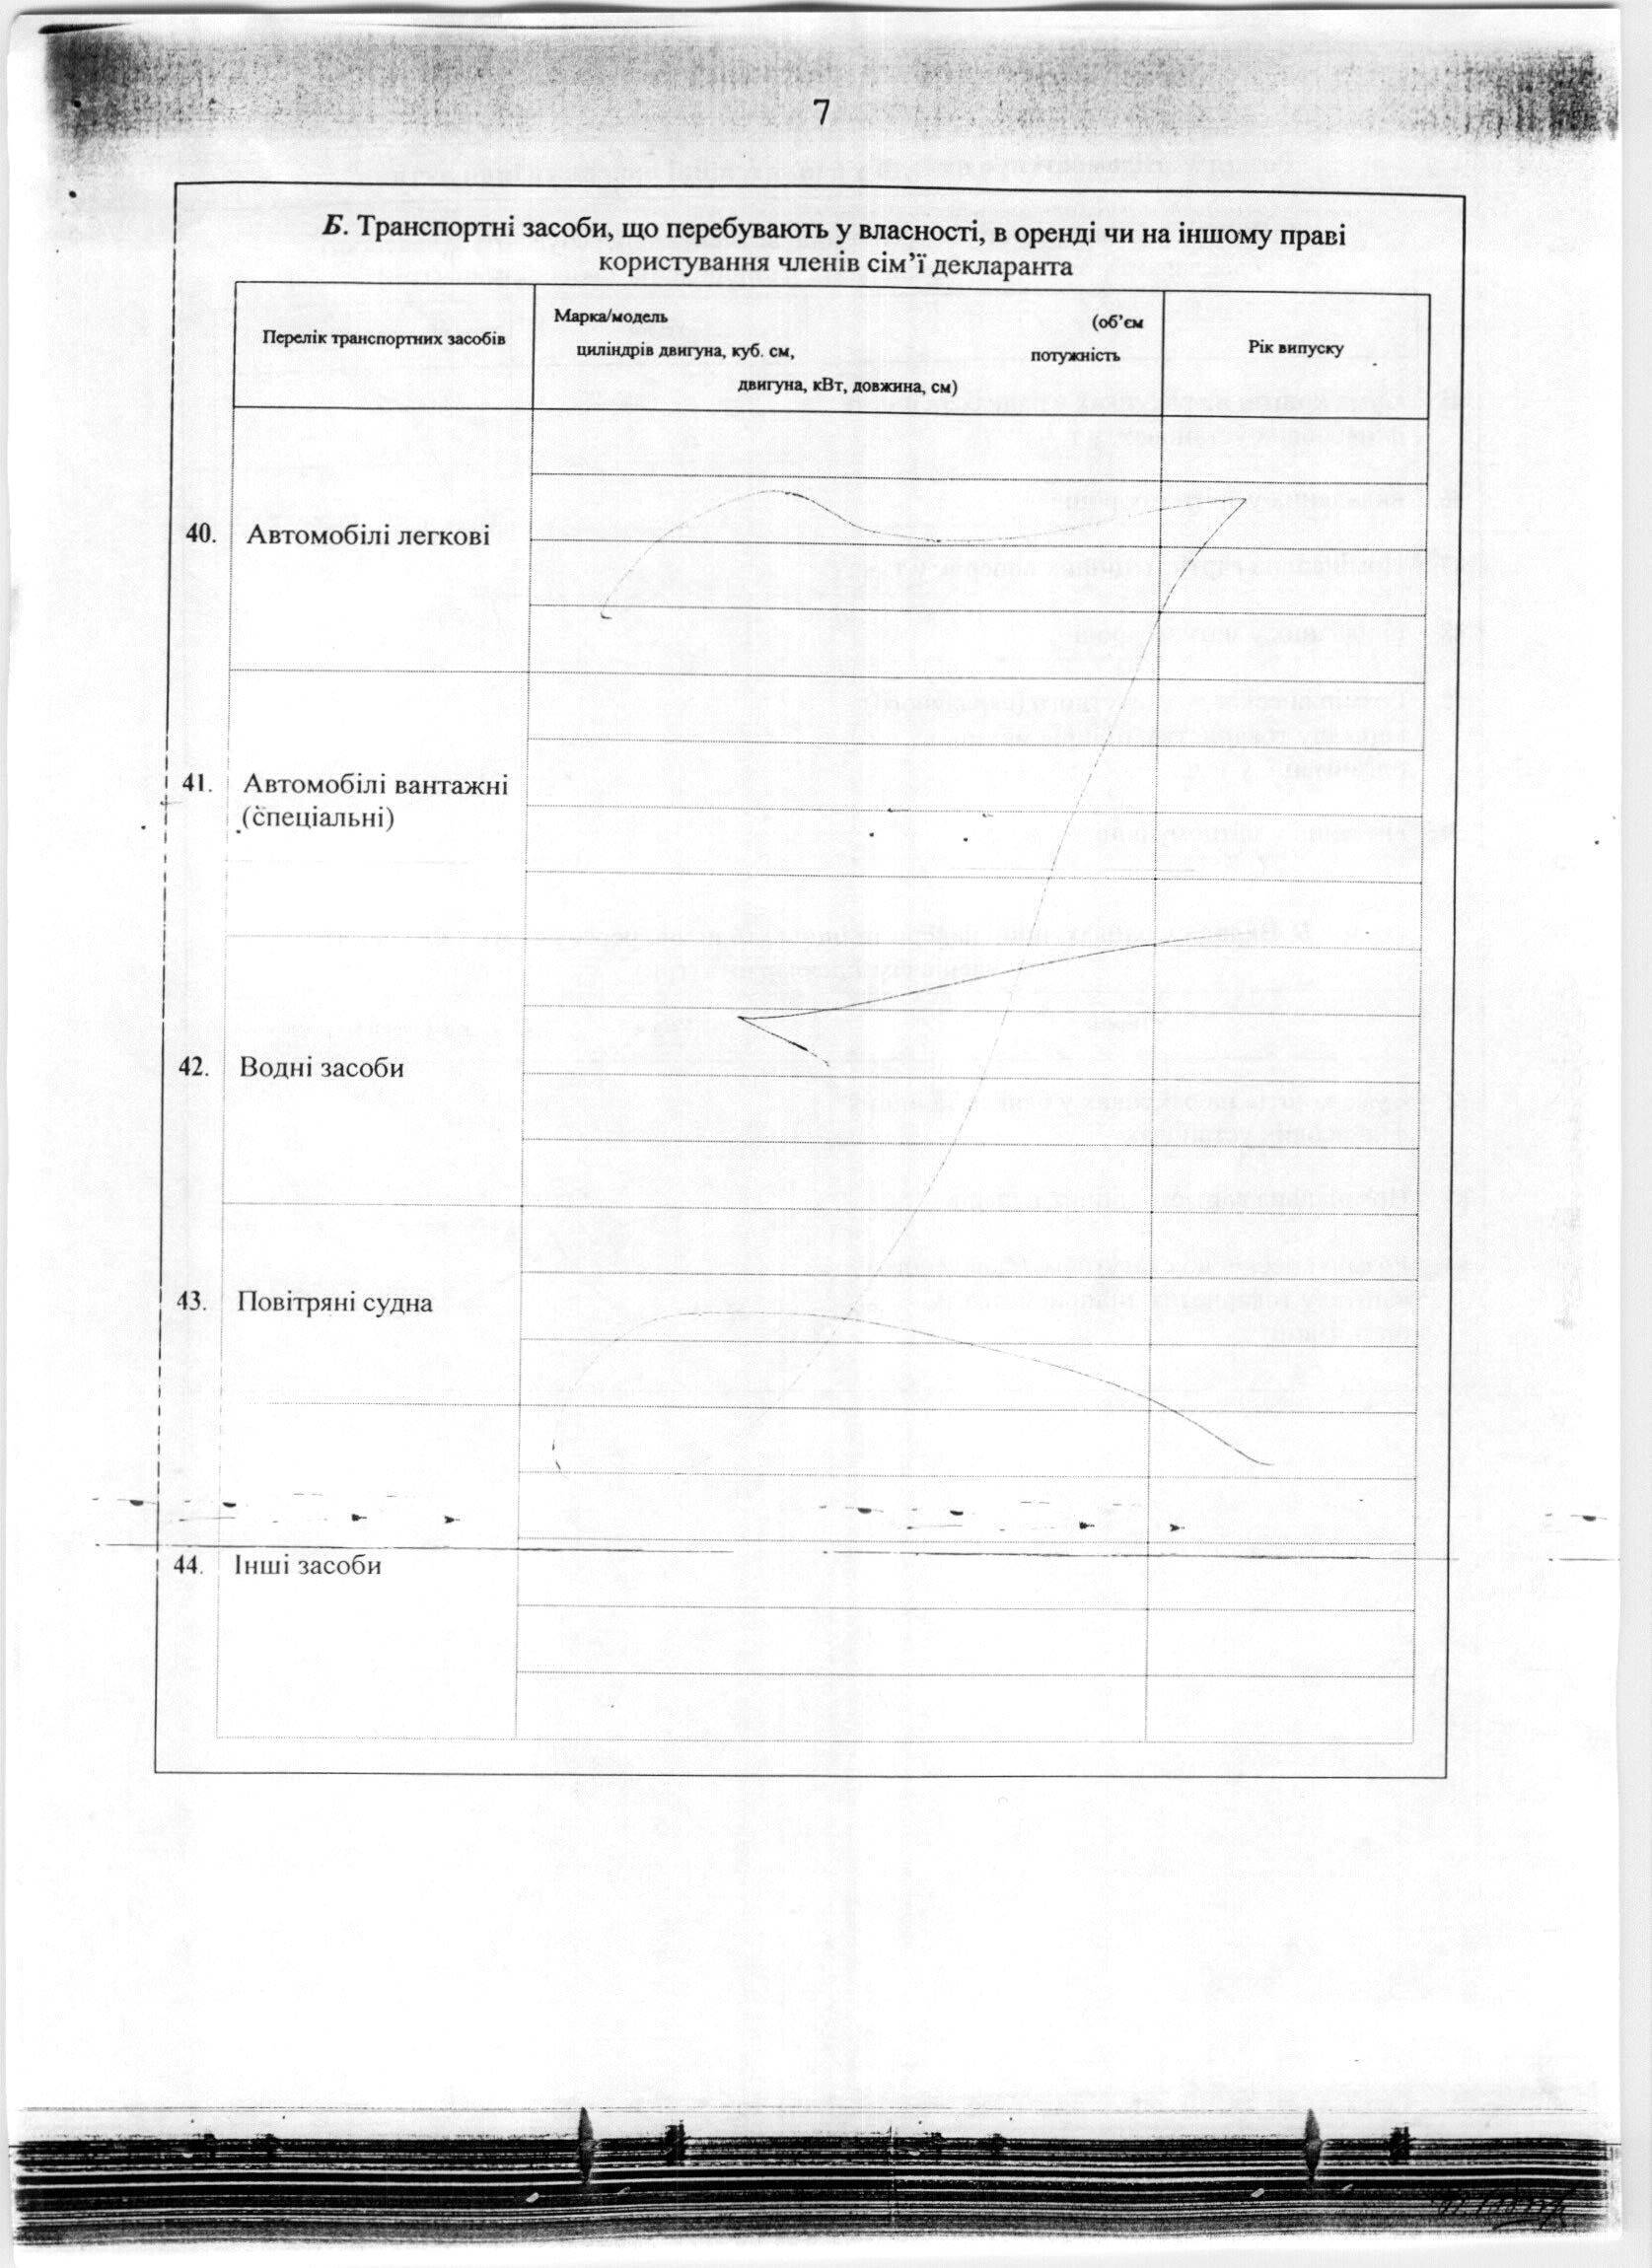 7
Б. Транспортні засоби, що перебувають у власності, в оренді чи на іншому праві
користування членів сім’ї декларанта
Перелік транспортних засобів
Марка/модель (об’єм
циліндрів двигуна, куб. см, потужність
двигуна, кВт, довжина, см)
Рік випуску
40. Автомобілі легкові
41. Автомобілі вантажні
(спеціальні)
42. Водні засоби
43. Повітряні судна
44. Інші засоби